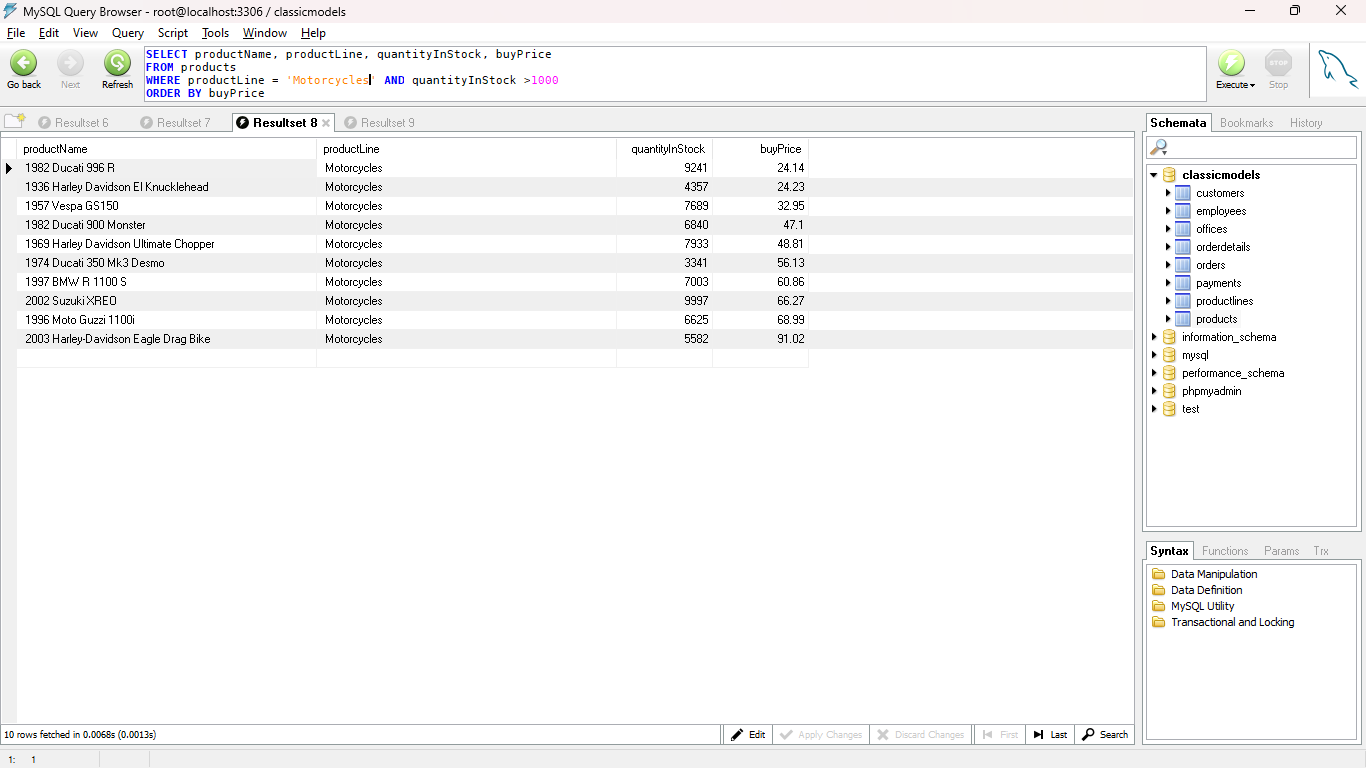 MySQL Query Browser - root@localhost:3306 / classicmodels
File Edit View Query Script Tools Window Help
Go back Next Refresh
SELECT productName, productLine, quantityInStock, buyPrice
FROM products
WHERE productLine = 'Motorcycles' AND quantityInStock >1000
ORDER BY buyPrice
Execute STOP Stop
Resultset 6 Resultset 7 Resultset 8 Resultset 9
productName productLine quantityInStock buyPrice
1982 Ducati 996 R Motorcycles 9241 24.14
1936 Harley Davidson El Knucklehead Motorcycles 4357 24.23
1957 Vespa GS150 Motorcycles 7689 32.95
1982 Ducati 900 Monster Motorcycles 6840 47.1
1969 Harley Davidson Ultimate Chopper Motorcycles 7933 48.81
1974 Ducati 350 Mk3 Desmo Motorcycles 3341 56.13
1997 BMW R 1100 S Motorcycles 7003 60.86
2002 Suzuki XREO Motorcycles 9997 66.27
1996 Moto Guzzi 1100i Motorcycles 6625 68.99
2003 Harley-Davidson Eagle Drag Bike Motorcycles 5582 91.02
10 rows fetched in 0.0068s (0.0013s)
Edit Apply Changes Discard Changes First Last Search
1: 1
Schemata Bookmarks History
classicmodels
customers
employees
offices
orderdetails
orders
payments
productlines
products
information_schema
mysql
performance_schema
phpmyadmin
test
Syntax Functions Params Trx
Data Manipulation
Data Definition
MySQL Utility
Transactional and Locking